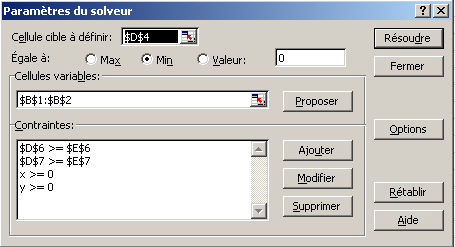 Paramètres du solveur
Cellule cible à définir: $D$4 Résoudre
Égale à: Max Min Valeur: 0 Fermer
Cellules variables:
$B$1:$B$2 Proposer
Contraintes: Options
$D$6 >= $E$6 Ajouter
$D$7 >= $E$7
x >= 0 Modifier
y >= 0 Rétablir
Supprimer Aide